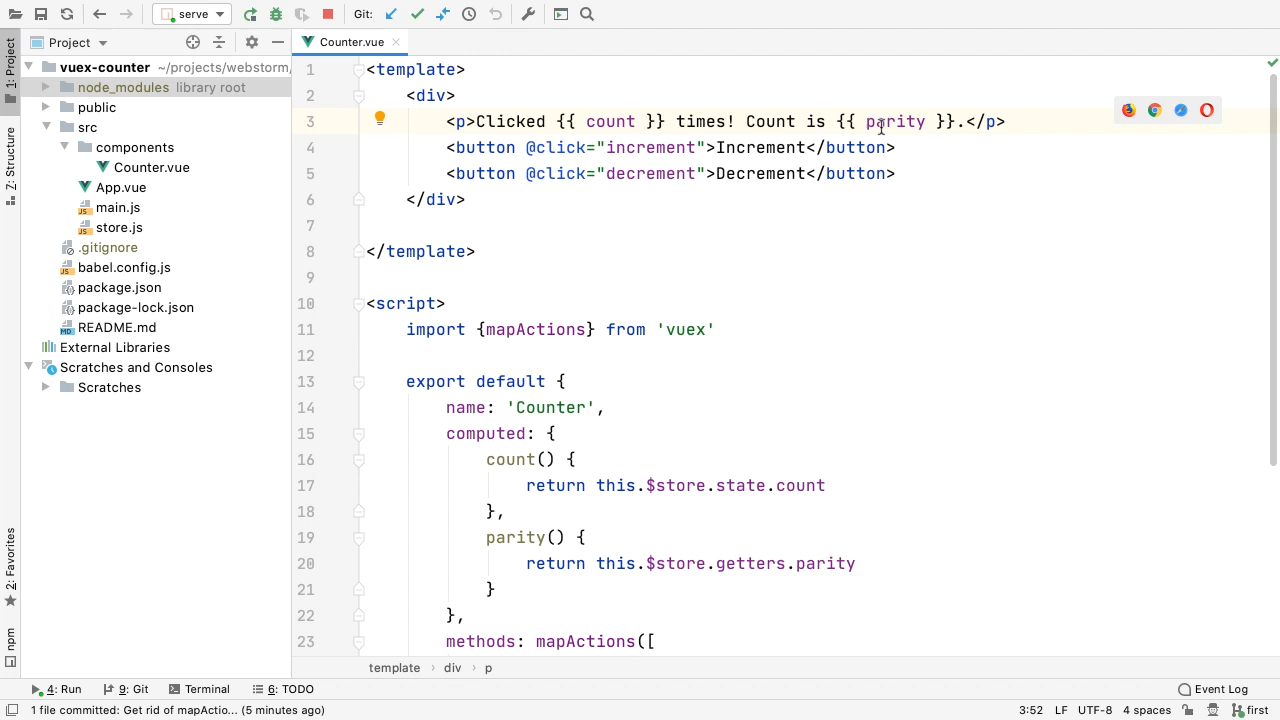 serve
Git:
1: Project
Z: Structure
2: Favorites
npm
Project
vuex-counter ~/projects/webstorm/
node_modules library root
public
src
components
Counter.vue
App.vue
main.js
store.js
.gitignore
babel.config.js
package.json
package-lock.json
README.md
External Libraries
Scratches and Consoles
Scratches
Counter.vue
1 <template>
2 <div>
3 <p>Clicked {{ count }} times! Count is {{ parity }}.</p>
4 <button @click="increment">Increment</button>
5 <button @click="decrement">Decrement</button>
6 </div>
7
8 </template>
9
10 <script>
11 import {mapActions} from 'vuex'
12
13 export default {
14 name: 'Counter',
15 computed: {
16 count() {
17 return this.$store.state.count
18 },
19 parity() {
20 return this.$store.getters.parity
21 }
22 },
23 methods: mapActions([
template › div › p
4: Run 9: Git Terminal 6: TODO Event Log
1 file committed: Get rid of mapActio... (5 minutes ago) 3:52 LF UTF-8 4 spaces first